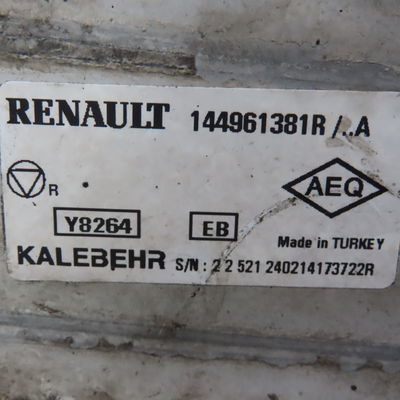 RENAULT 144961381R /..A
R AEQ
Y8264 EB
Made in TURKEY
KALEBEHR S/N : 2 2 521 240214173722R